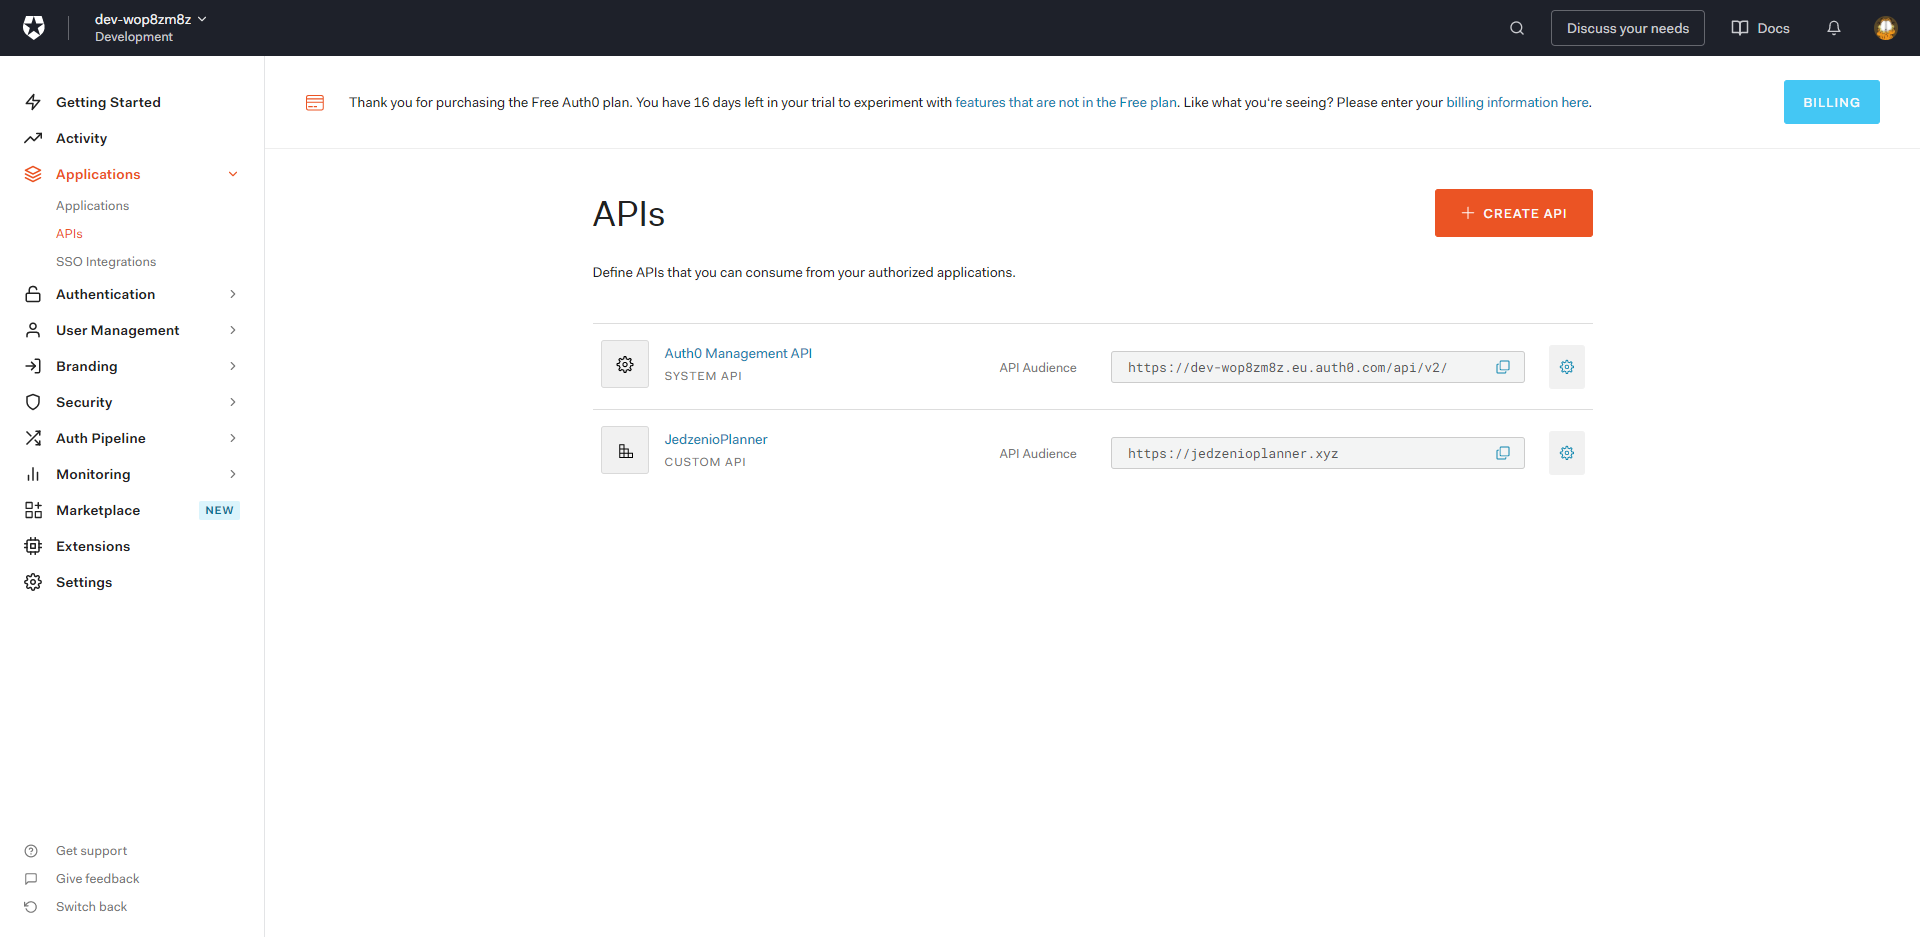 dev-wop8zm8z
Development
Discuss your needs
Docs
Getting Started
Activity
Applications
Applications
APIs
SSO Integrations
Authentication
User Management
Branding
Security
Auth Pipeline
Monitoring
Marketplace NEW
Extensions
Settings
Get support
Give feedback
Switch back
Thank you for purchasing the Free Auth0 plan. You have 16 days left in your trial to experiment with features that are not in the Free plan. Like what you're seeing? Please enter your billing information here.
BILLING
APIs
+ CREATE API
Define APIs that you can consume from your authorized applications.
Auth0 Management API
SYSTEM API
API Audience
https://dev-wop8zm8z.eu.auth0.com/api/v2/
JedzenioPlanner
CUSTOM API
API Audience
https://jedzenioplanner.xyz